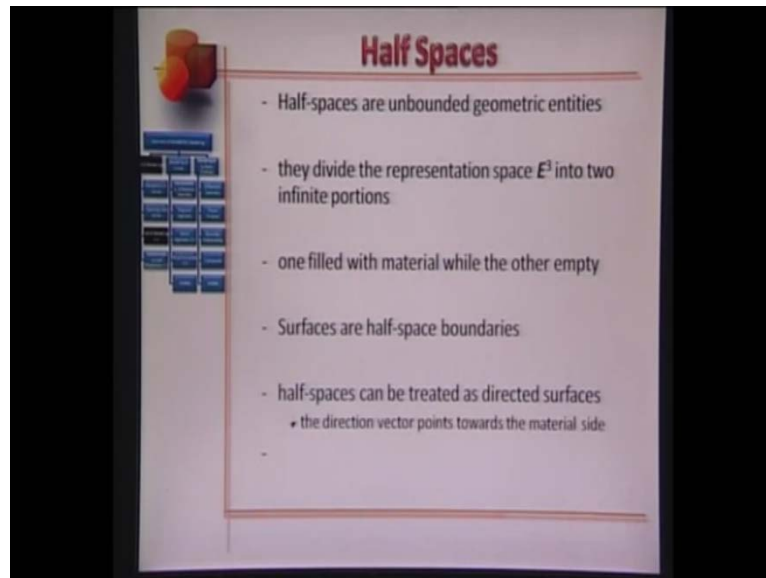 Half Spaces
- Half-spaces are unbounded geometric entities
- they divide the representation space E³ into two
infinite portions
- one filled with material while the other empty
- Surfaces are half-space boundaries
- half-spaces can be treated as directed surfaces
• the direction vector points towards the material side
-